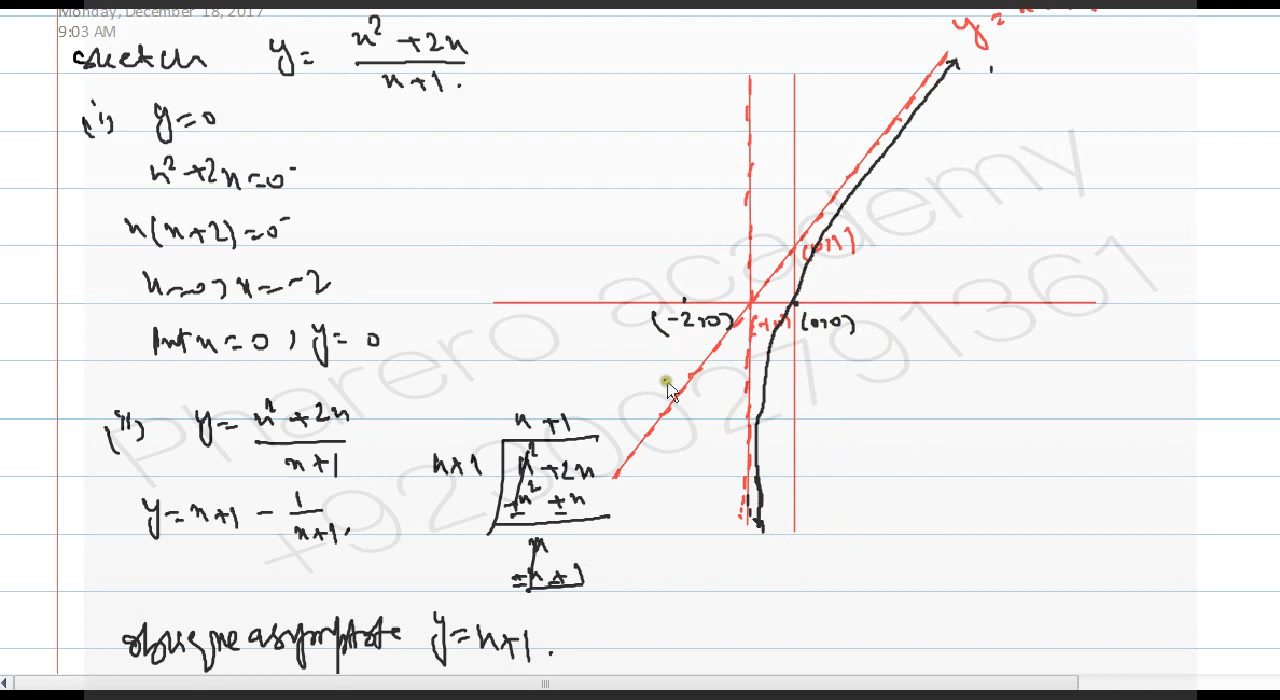 Monday, December 18, 2017
9:03 AM
sketch y = x² + 2x / x + 1.
(i) y = 0
x² + 2x = 0
x(x + 2) = 0
x = 0, x = -2
Put x = 0, y = 0
(ii) y = x² + 2x / x + 1
y = x + 1 - 1 / x + 1,
oblique asymptote y = x + 1.
x + 1
x + 1 x² + 2x
x² + x
x
x + 1
y =
(0,1)
(-2,0) (-1,0) (0,0)
Phorero academy
+923002791361